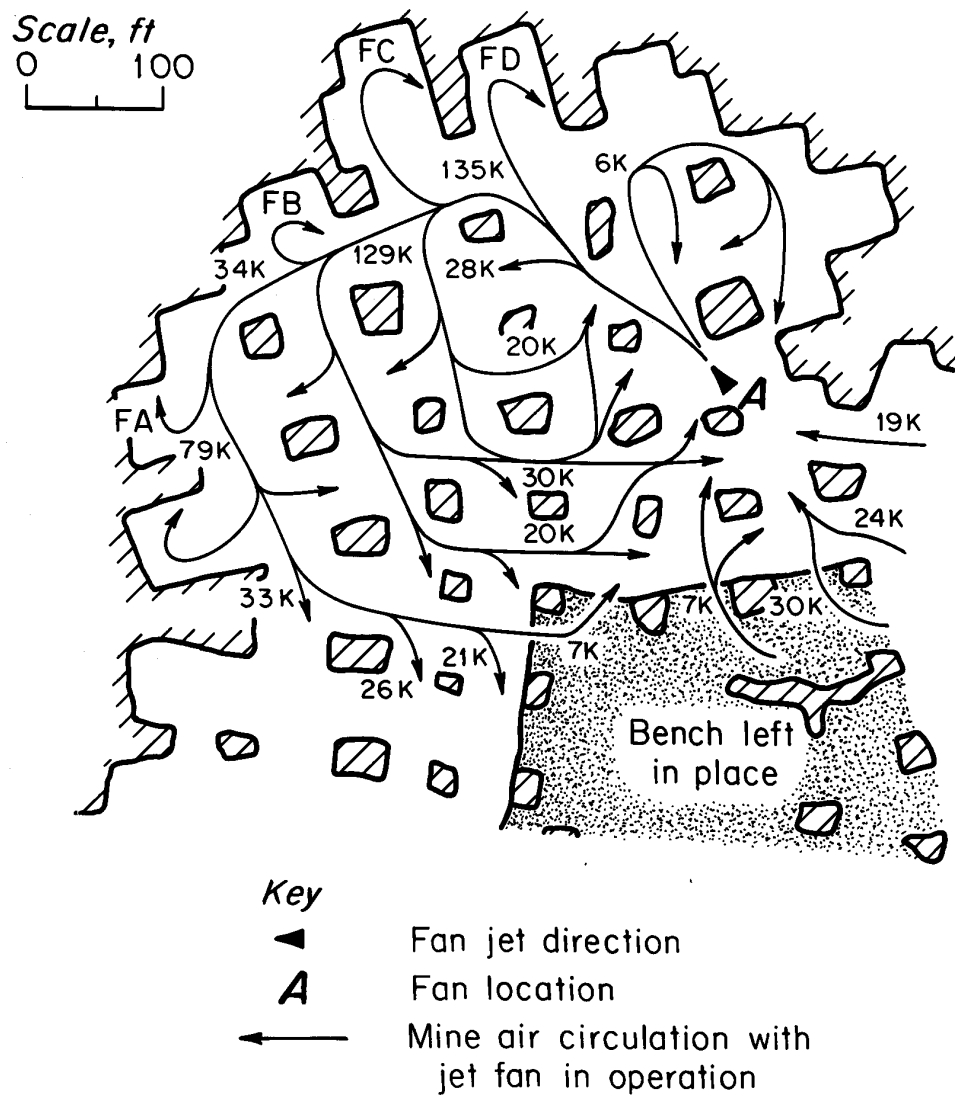 Scale, ft
0 100
FC FD
135K 6K
FB
34K 129K 28K
20K
A
FA
79K 19K
30K
20K 24K
33K 7K 30K
26K 21K 7K
Bench left
in place
Key
Fan jet direction
A Fan location
Mine air circulation with
jet fan in operation